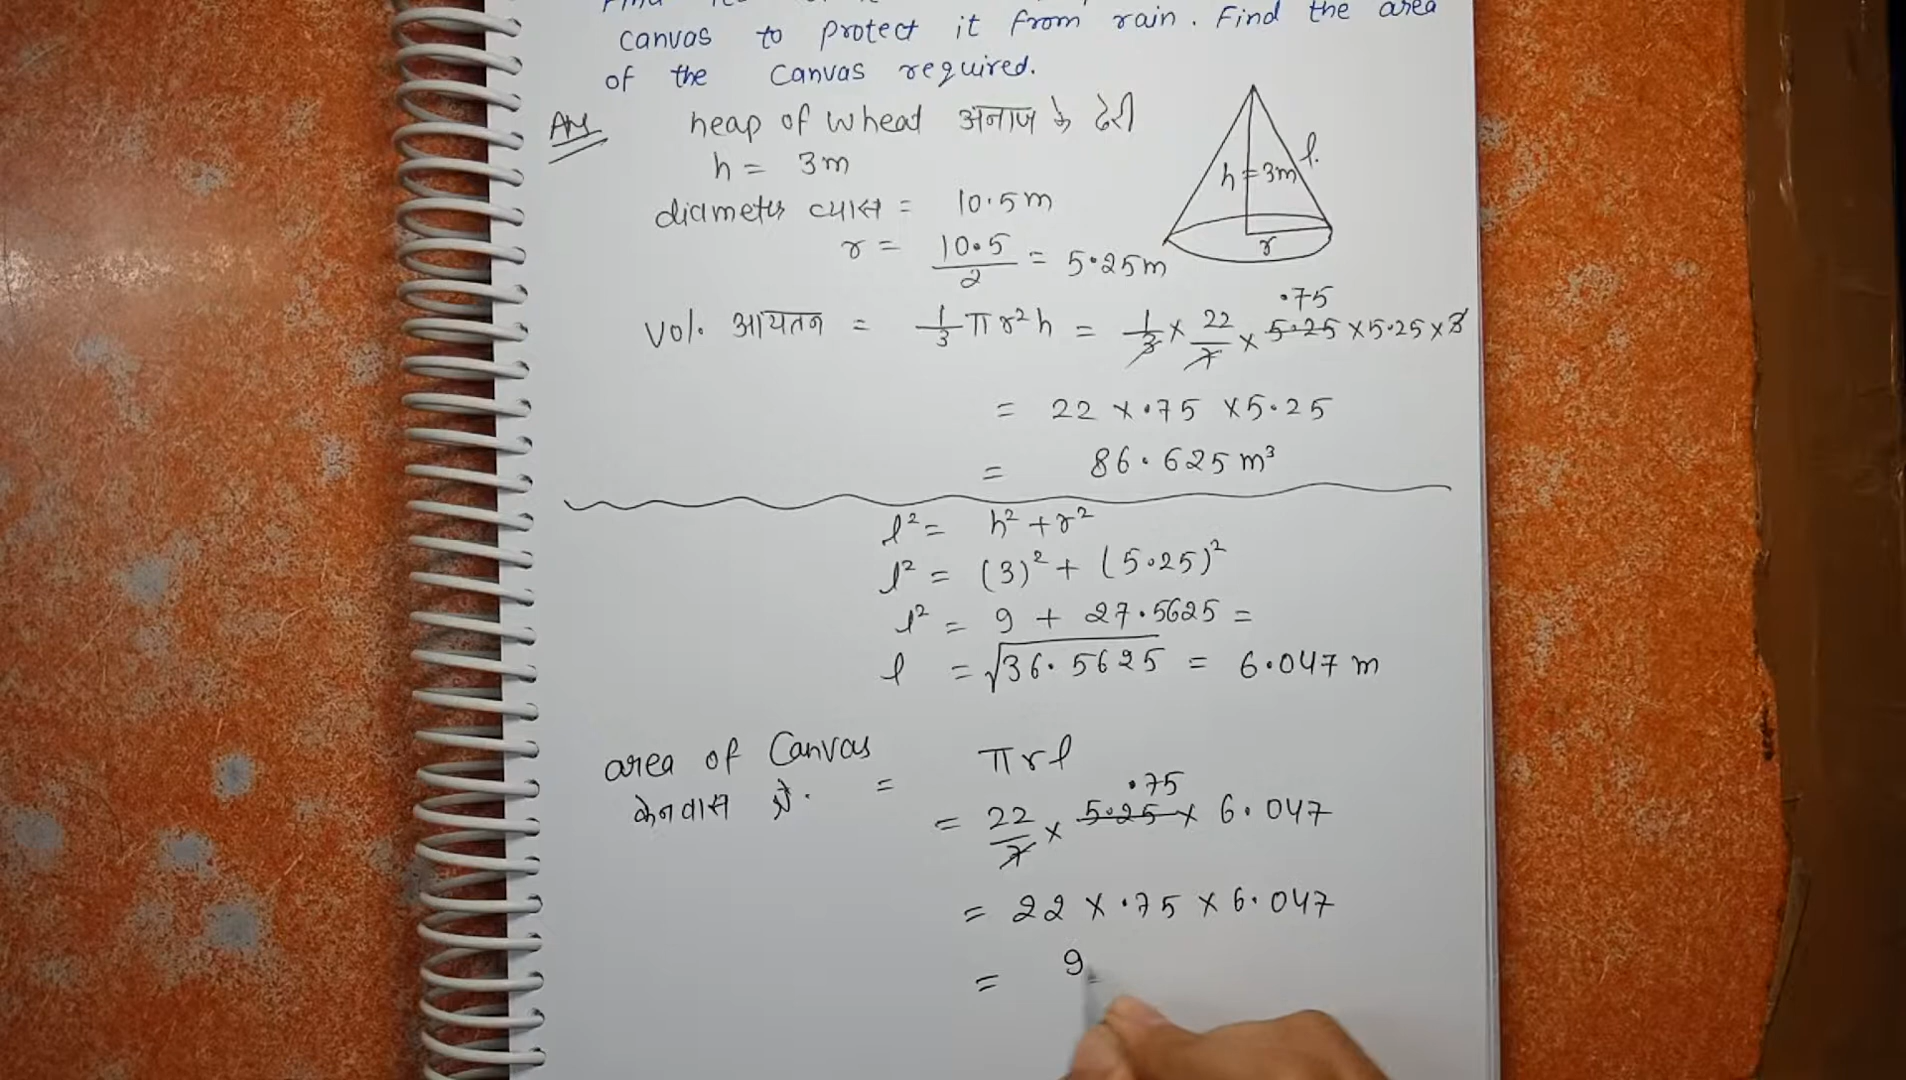 canvas to protect it from rain. Find the area
of the canvas required.
Ans heap of wheat अनाज के ढेरी
h = 3m
h = 3m
l.
r
diameter व्यास = 10.5m
r = 10.5/2 = 5.25m
Vol. आयतन = 1/3 πr²h = 1/3 × 22/7 × 5.25 × 5.25 × 3
.75
= 22 × .75 × 5.25
= 86.625 m³
l² = h² + r²
l² = (3)² + (5.25)²
l² = 9 + 27.5625 =
l = √36.5625 = 6.047 m
area of Canvas = πrl
केनवास क्षे.
.75
= 22/7 × 5.25 × 6.047
= 22 × .75 × 6.047
= 9